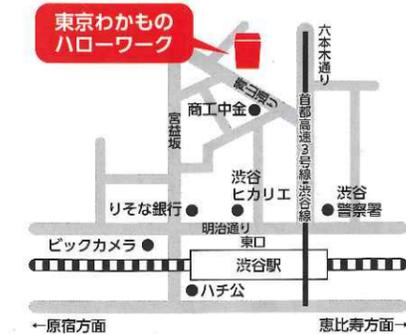 東京わかもの
ハローワーク
六本木通り
青山通り
商工中金
宮益坂
首都高速3号線・渋谷線
渋谷
ヒカリエ
渋谷
警察署
りそな銀行
明治通り
東口
ビックカメラ
渋谷駅
ハチ公
←原宿方面
恵比寿方面→